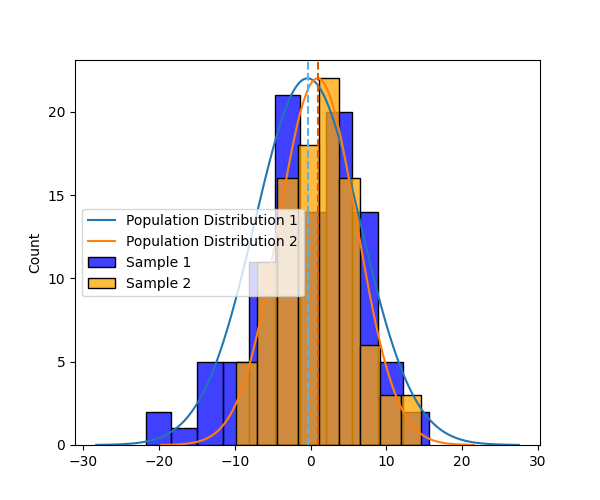 20
15
10
5
0
Count
Population Distribution 1
Population Distribution 2
Sample 1
Sample 2
−30
−20
−10
0
10
20
30